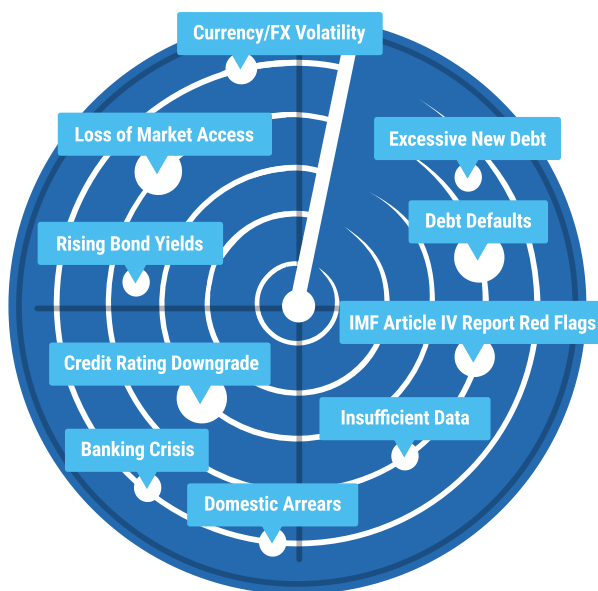 Currency/FX Volatility
Loss of Market Access
Excessive New Debt
Debt Defaults
Rising Bond Yields
IMF Article IV Report Red Flags
Credit Rating Downgrade
Insufficient Data
Banking Crisis
Domestic Arrears